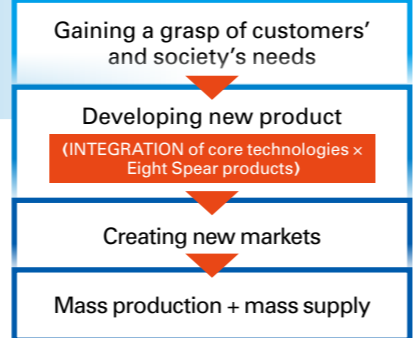 Gaining a grasp of customers’
and society’s needs
Developing new product
(INTEGRATION of core technologies ×
Eight Spear products)
Creating new markets
Mass production + mass supply